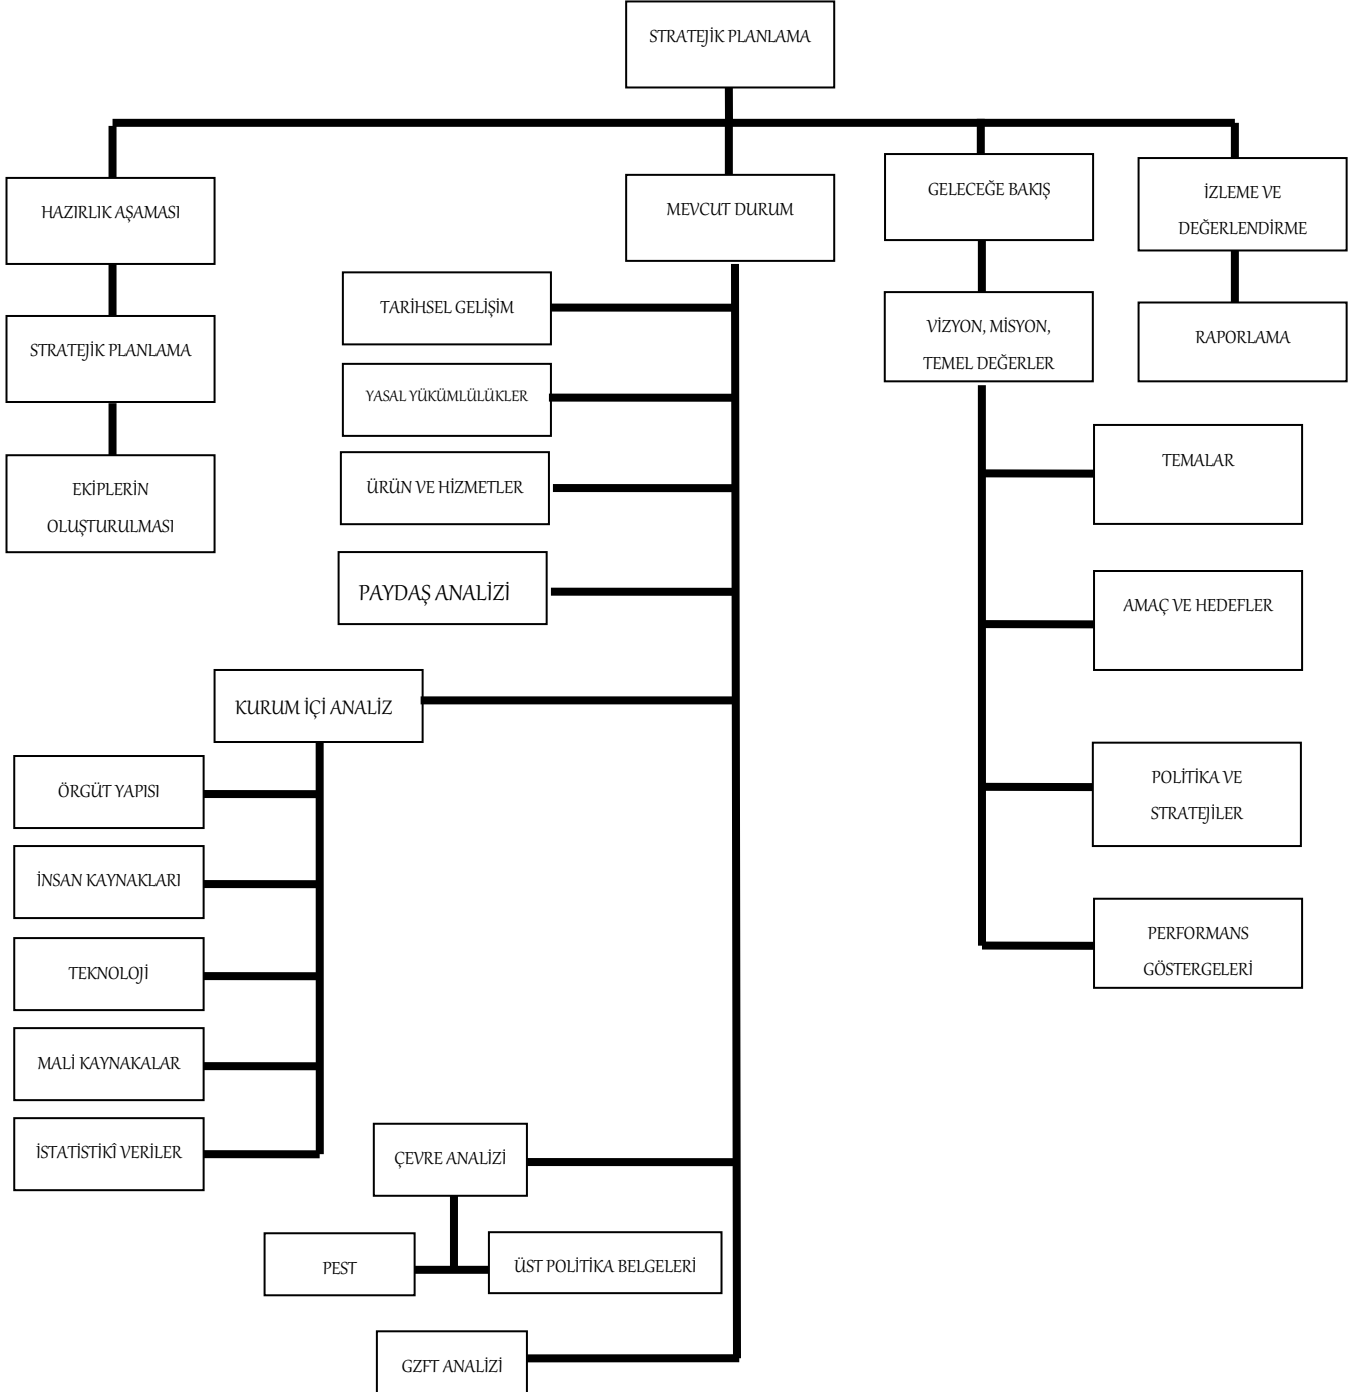 STRATEJİK PLANLAMA
HAZIRLIK AŞAMASI
STRATEJİK PLANLAMA
EKİPLERİN
OLUŞTURULMASI
MEVCUT DURUM
TARİHSEL GELİŞİM
YASAL YÜKÜMLÜLÜKLER
ÜRÜN VE HİZMETLER
PAYDAŞ ANALİZİ
KURUM İÇİ ANALİZ
ÖRGÜT YAPISI
İNSAN KAYNAKLARI
TEKNOLOJİ
MALİ KAYNAKALAR
İSTATİSTİKÎ VERİLER
ÇEVRE ANALİZİ
PEST
ÜST POLİTİKA BELGELERİ
GZFT ANALİZİ
GELECEĞE BAKIŞ
VİZYON, MİSYON,
TEMEL DEĞERLER
TEMALAR
AMAÇ VE HEDEFLER
POLİTİKA VE
STRATEJİLER
PERFORMANS
GÖSTERGELERİ
İZLEME VE
DEĞERLENDİRME
RAPORLAMA